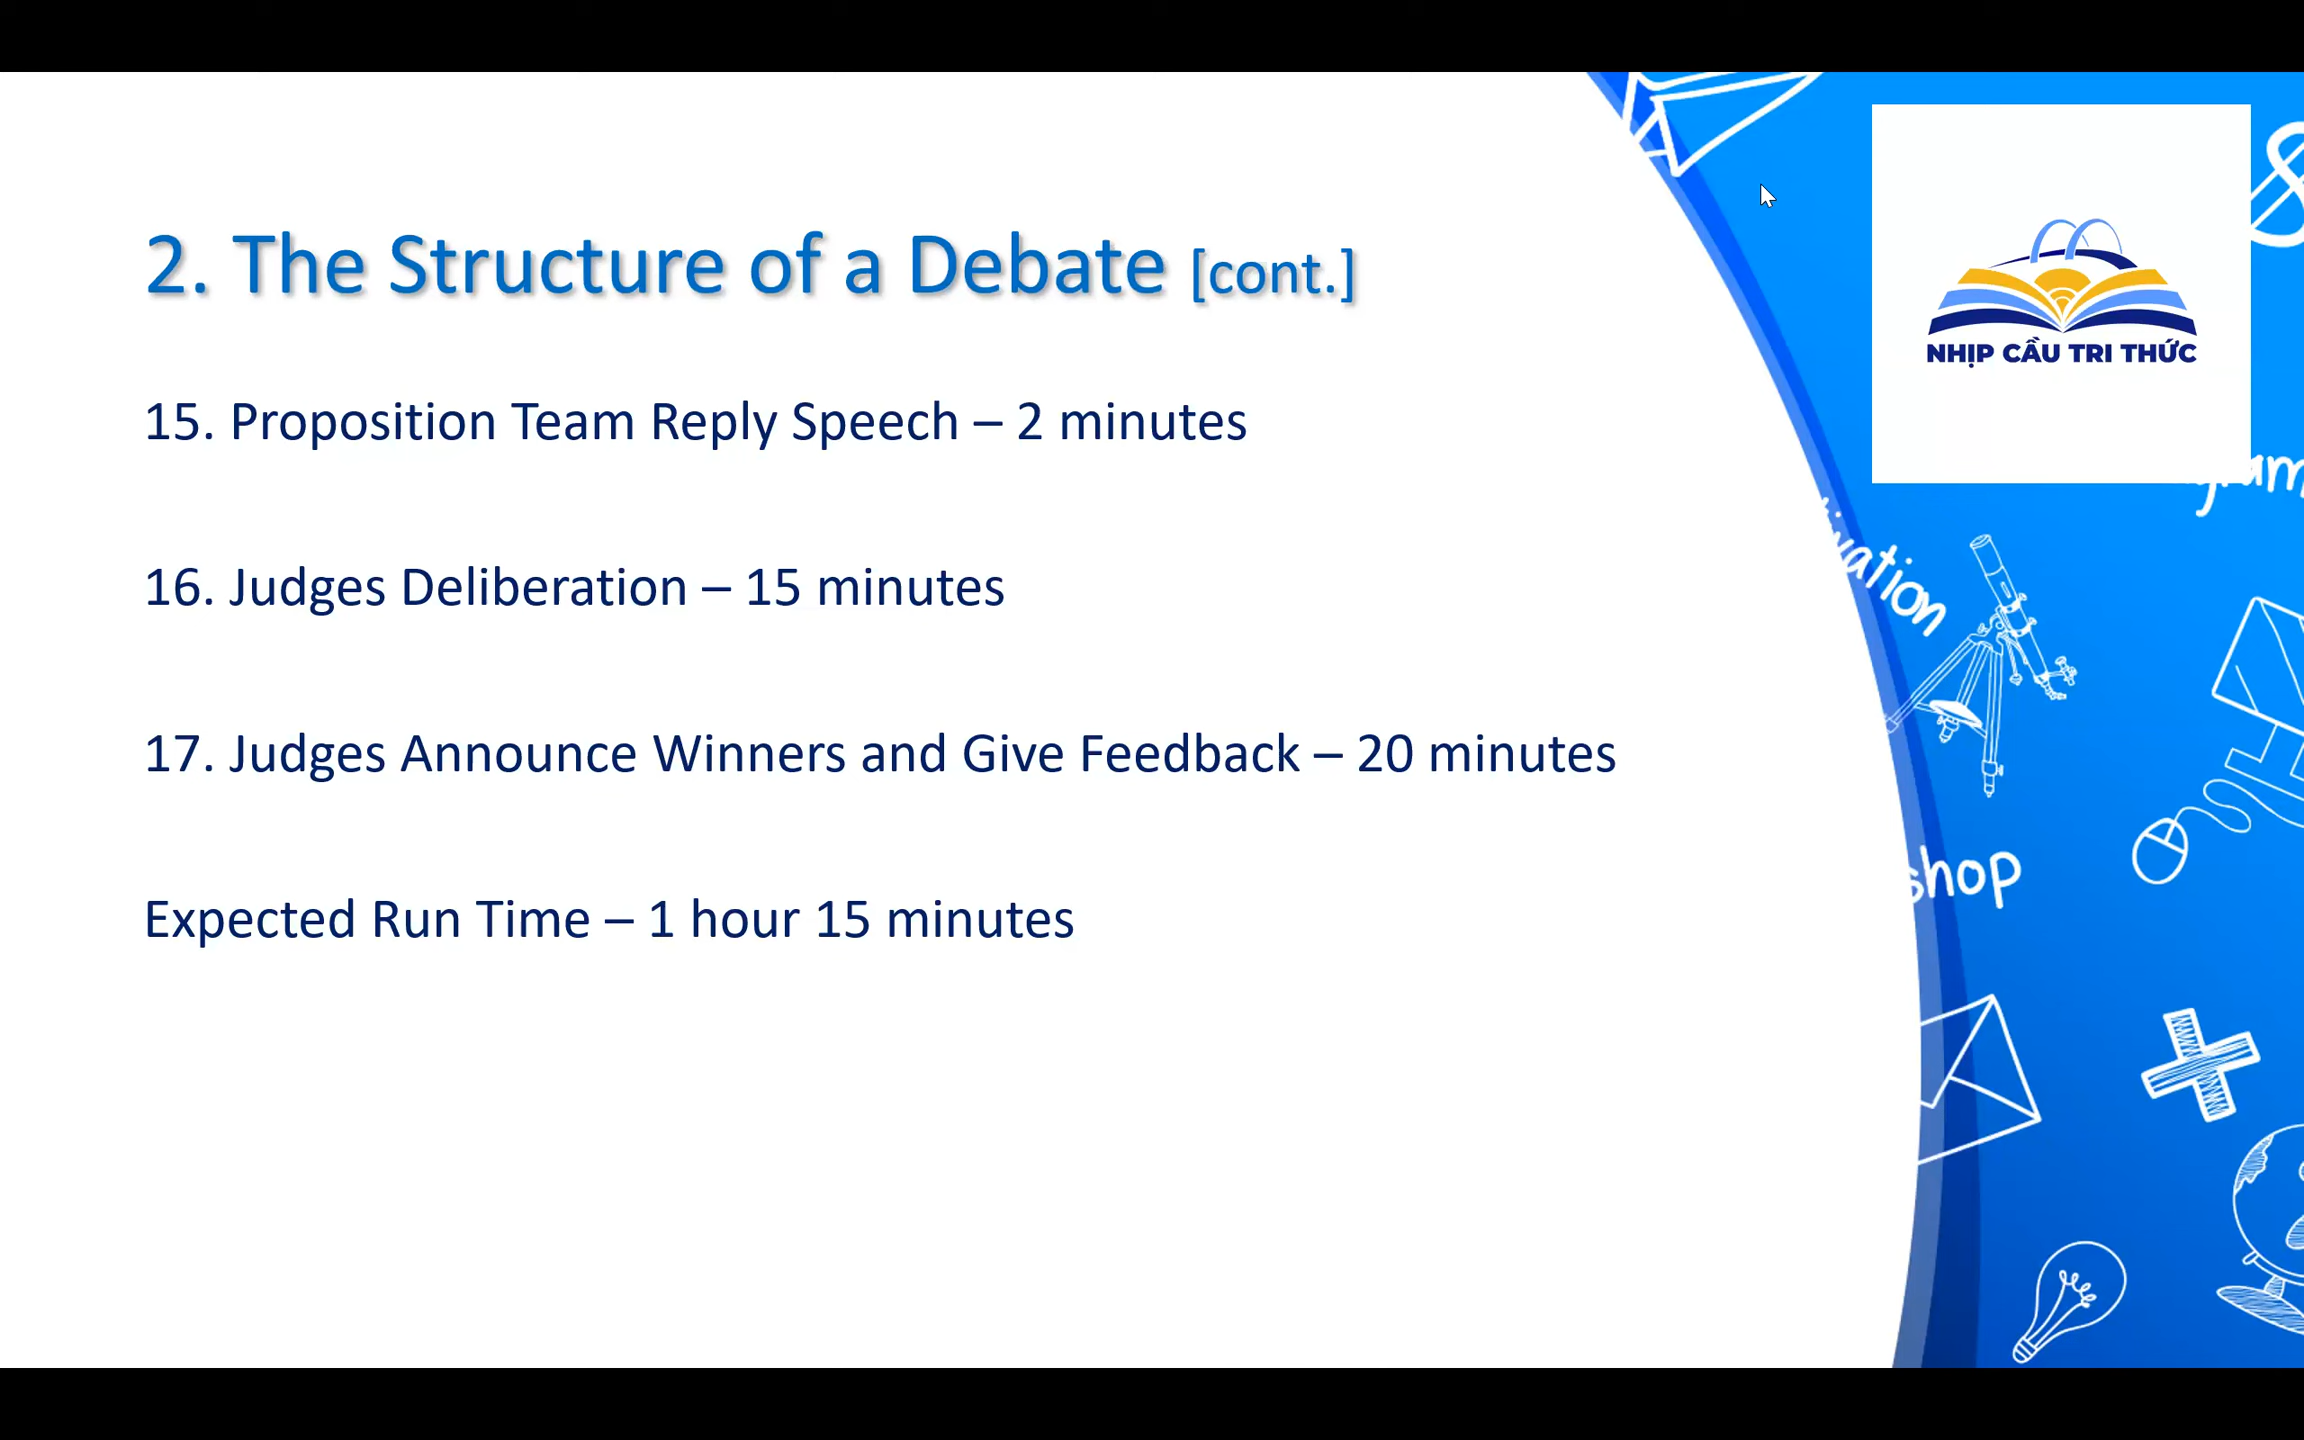 2. The Structure of a Debate [cont.]
15. Proposition Team Reply Speech – 2 minutes
16. Judges Deliberation – 15 minutes
17. Judges Announce Winners and Give Feedback – 20 minutes
Expected Run Time – 1 hour 15 minutes
NHỊP CẦU TRI THỨC
shop